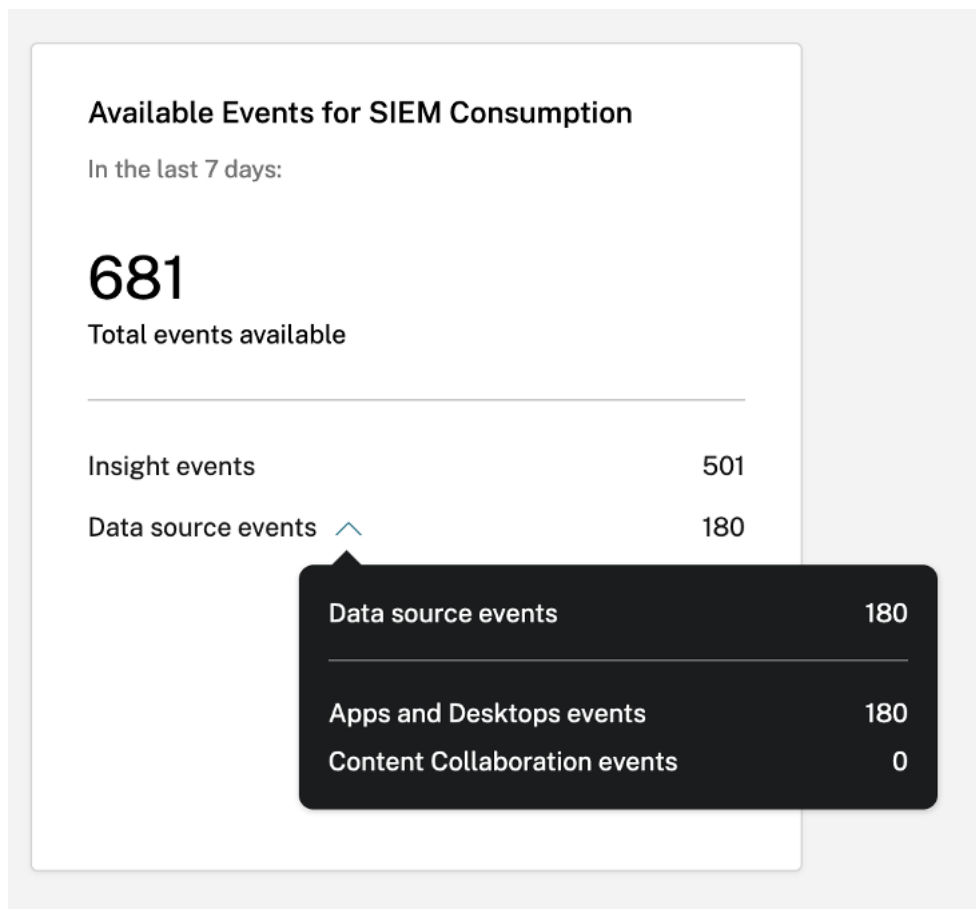 Available Events for SIEM Consumption
In the last 7 days:
681
Total events available
Insight events 501
Data source events 180
Data source events 180
Apps and Desktops events 180
Content Collaboration events 0